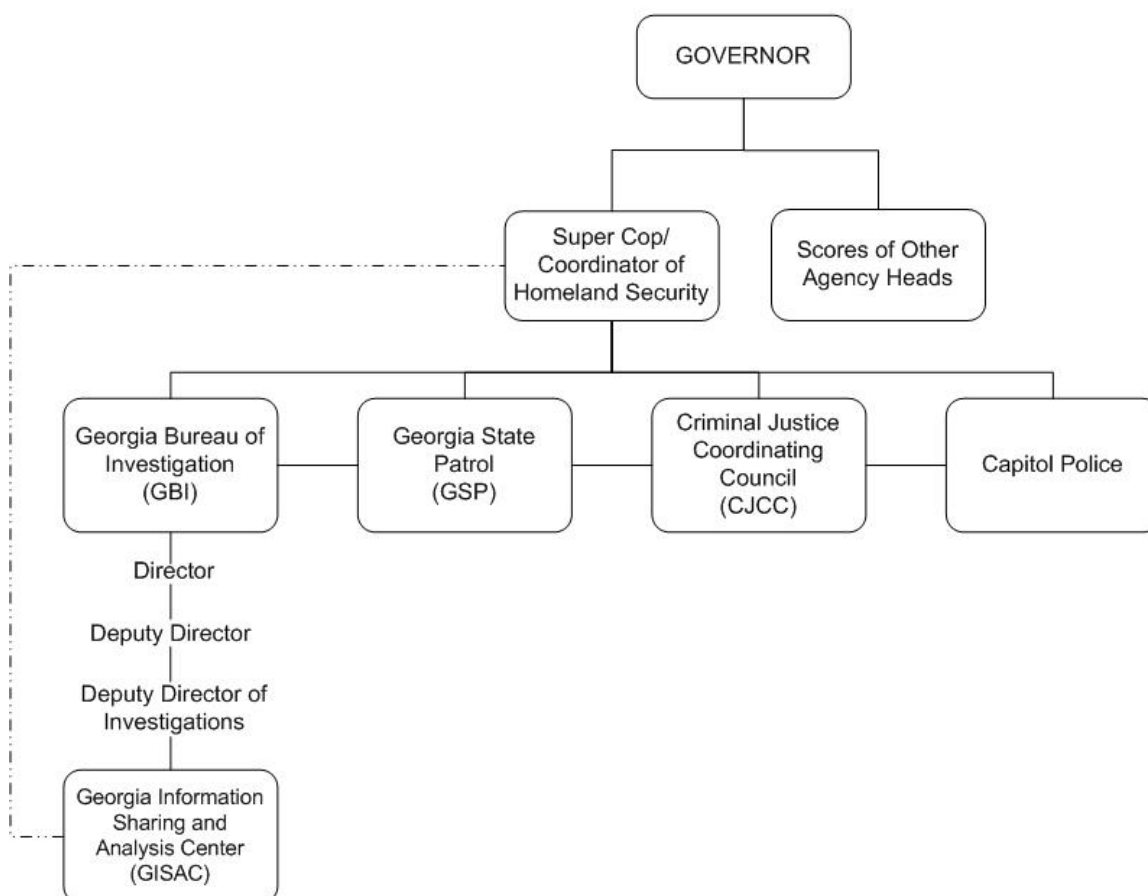 GOVERNOR
Super Cop/
Coordinator of
Homeland Security
Scores of Other
Agency Heads
Georgia Bureau of
Investigation
(GBI)
Georgia State
Patrol
(GSP)
Criminal Justice
Coordinating
Council
(CJCC)
Capitol Police
Director
Deputy Director
Deputy Director of
Investigations
Georgia Information
Sharing and
Analysis Center
(GISAC)